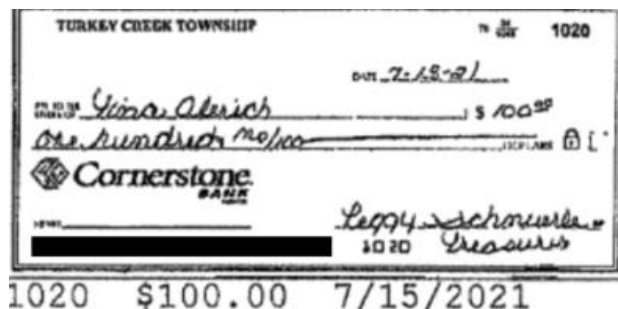 TURKEY CREEK TOWNSHIP 1020
DATE 7-13-21
Gina Alerich $ 100 00
one hundred no/100 DOLLARS
Cornerstone
BANK
Peggy
1020 Treasurer
1020 $100.00 7/15/2021